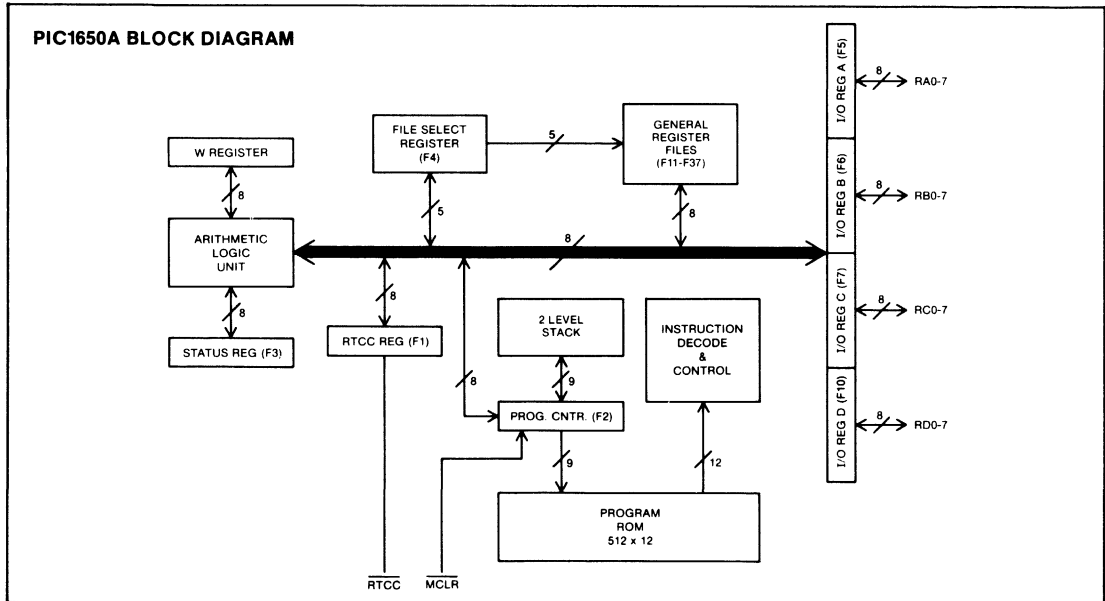 PIC1650A BLOCK DIAGRAM
W REGISTER
8
ARITHMETIC
LOGIC
UNIT
8
STATUS REG (F3)
FILE SELECT
REGISTER
(F4)
5
5
GENERAL
REGISTER
FILES
(F11-F37)
8
8
8
RTCC REG (F1)
8
2 LEVEL
STACK
9
PROG. CNTR. (F2)
9
INSTRUCTION
DECODE
&
CONTROL
12
PROGRAM
ROM
512 x 12
RTCC
MCLR
I/O REG A (F5)
8
RA0-7
I/O REG B (F6)
8
RB0-7
I/O REG C (F7)
8
RC0-7
I/O REG D (F10)
8
RD0-7